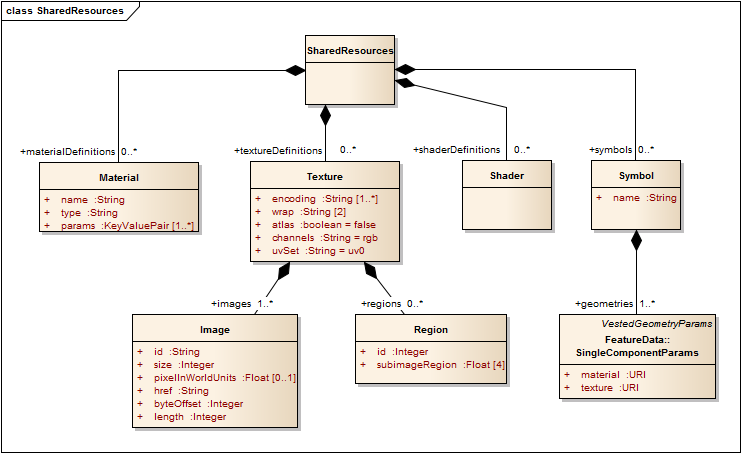 class SharedResources
SharedResources
+materialDefinitions 0..*
+textureDefinitions 0..*
+shaderDefinitions 0..*
+symbols 0..*
Material
+ name :String
+ type :String
+ params :KeyValuePair [1..*]
Texture
+ encoding :String [1..*]
+ wrap :String [2]
+ atlas :boolean = false
+ channels :String = rgb
+ uvSet :String = uv0
Shader
Symbol
+ name :String
+images 1..*
+regions 0..*
+geometries 1..*
Image
+ id :String
+ size :Integer
+ pixelInWorldUnits :Float [0..1]
+ href :String
+ byteOffset :Integer
+ length :Integer
Region
+ id :Integer
+ subimageRegion :Float [4]
VestedGeometryParams
FeatureData::
SingleComponentParams
+ material :URI
+ texture :URI